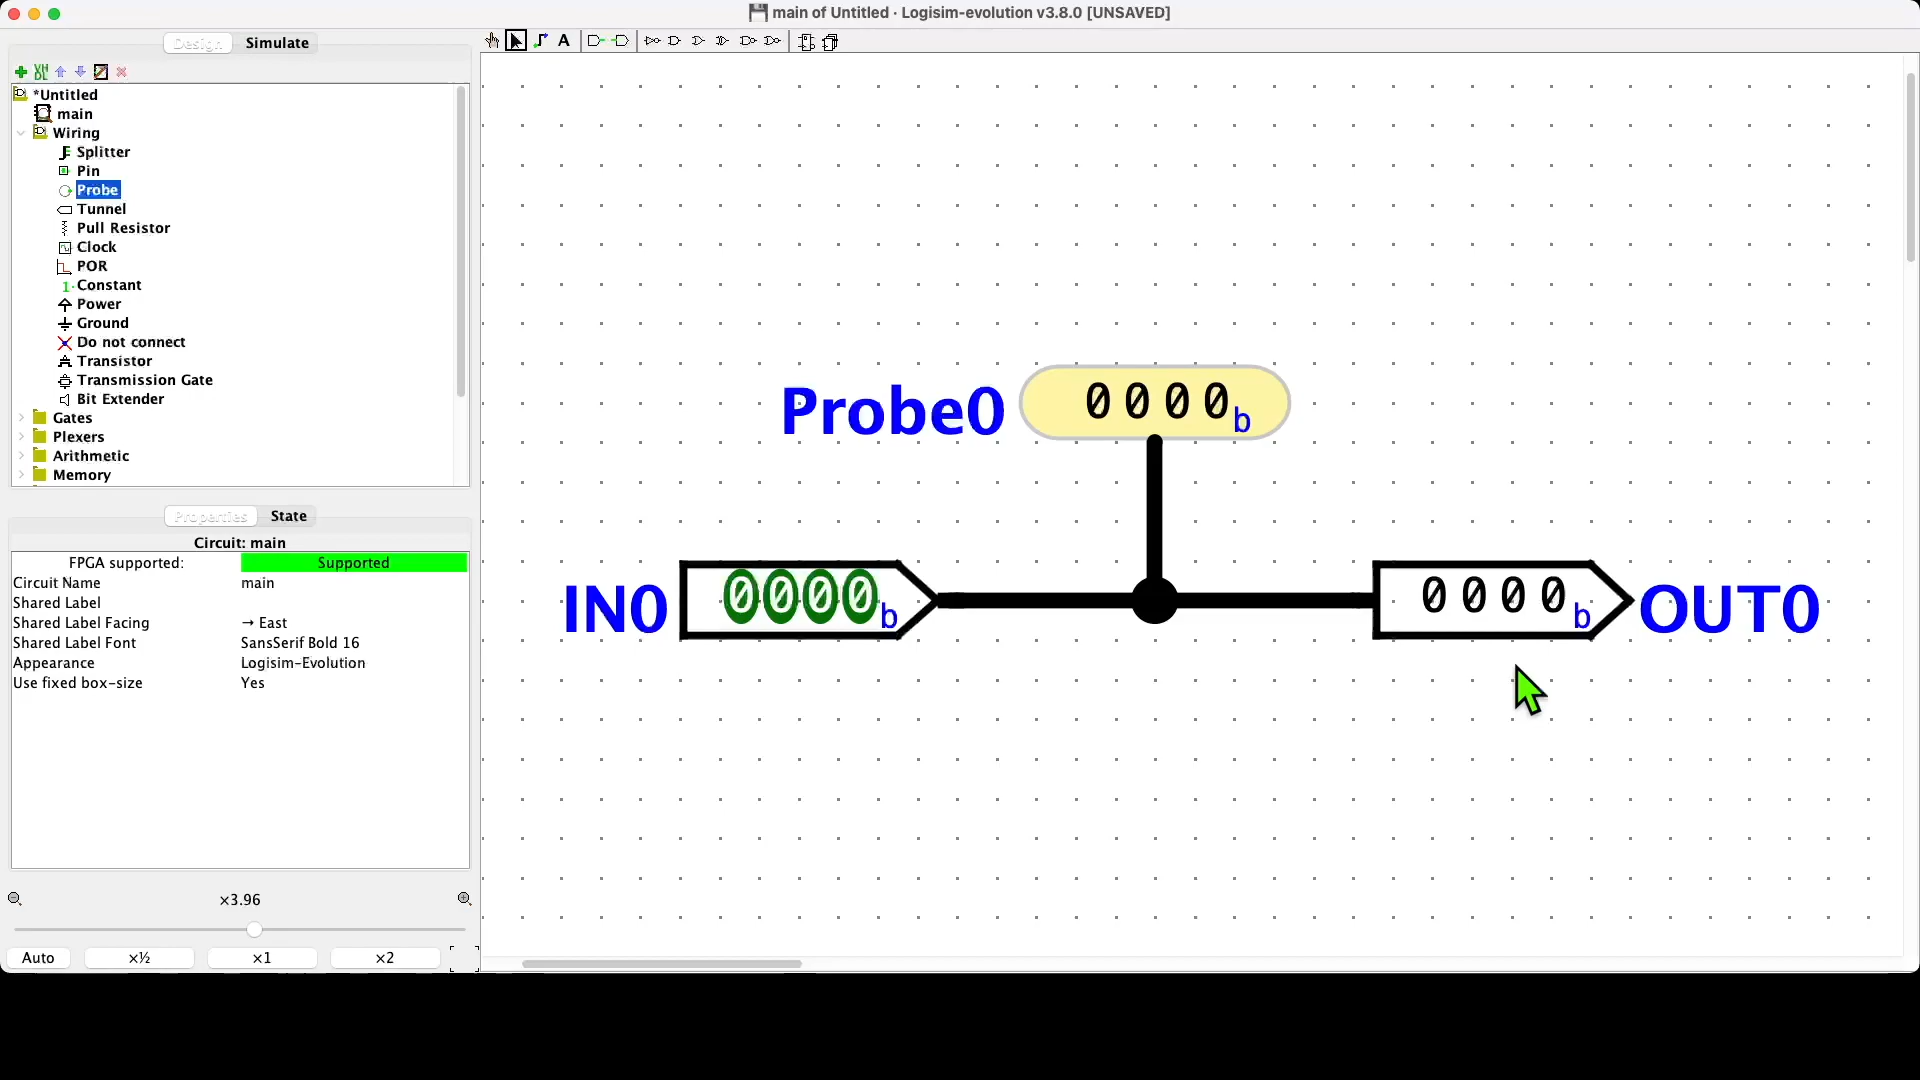 main of Untitled · Logisim-evolution v3.8.0 [UNSAVED]
Design Simulate
A
VH
DL
*Untitled
main
Wiring
Splitter
Pin
Probe
Tunnel
Pull Resistor
Clock
POR
1 Constant
Power
Ground
Do not connect
Transistor
Transmission Gate
Bit Extender
Gates
Plexers
Arithmetic
Memory
Properties State
Circuit: main
FPGA supported: Supported
Circuit Name main
Shared Label
Shared Label Facing → East
Shared Label Font SansSerif Bold 16
Appearance Logisim-Evolution
Use fixed box-size Yes
×3.96
Auto ×½ ×1 ×2
Probe0 0000b
IN0 0000b 0000b OUT0